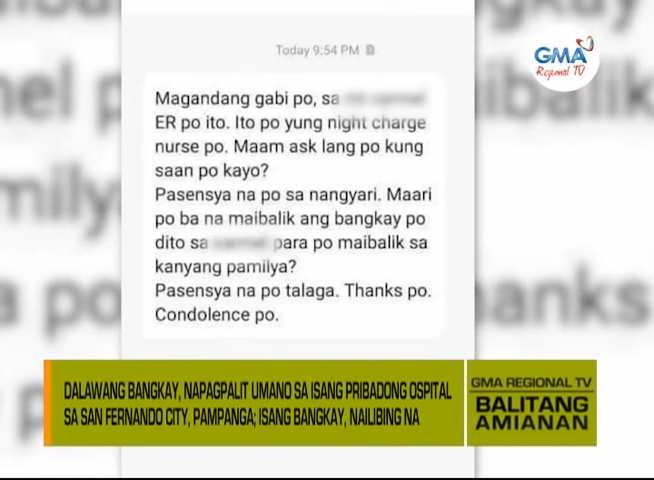 Today 9:54 PM
GMA
Regional TV
Magandang gabi po, sa
ER po ito. Ito po yung night charge
nurse po. Maam ask lang po kung
saan po kayo?
Pasensya na po sa nangyari. Maari
po ba na maibalik ang bangkay po
dito sa para po maibalik sa
kanyang pamilya?
Pasensya na po talaga. Thanks po.
Condolence po.
DALAWANG BANGKAY, NAPAGPALIT UMANO SA ISANG PRIBADONG OSPITAL
SA SAN FERNANDO CITY, PAMPANGA; ISANG BANGKAY, NAILIBING NA
GMA REGIONAL TV
BALITANG
AMIANAN